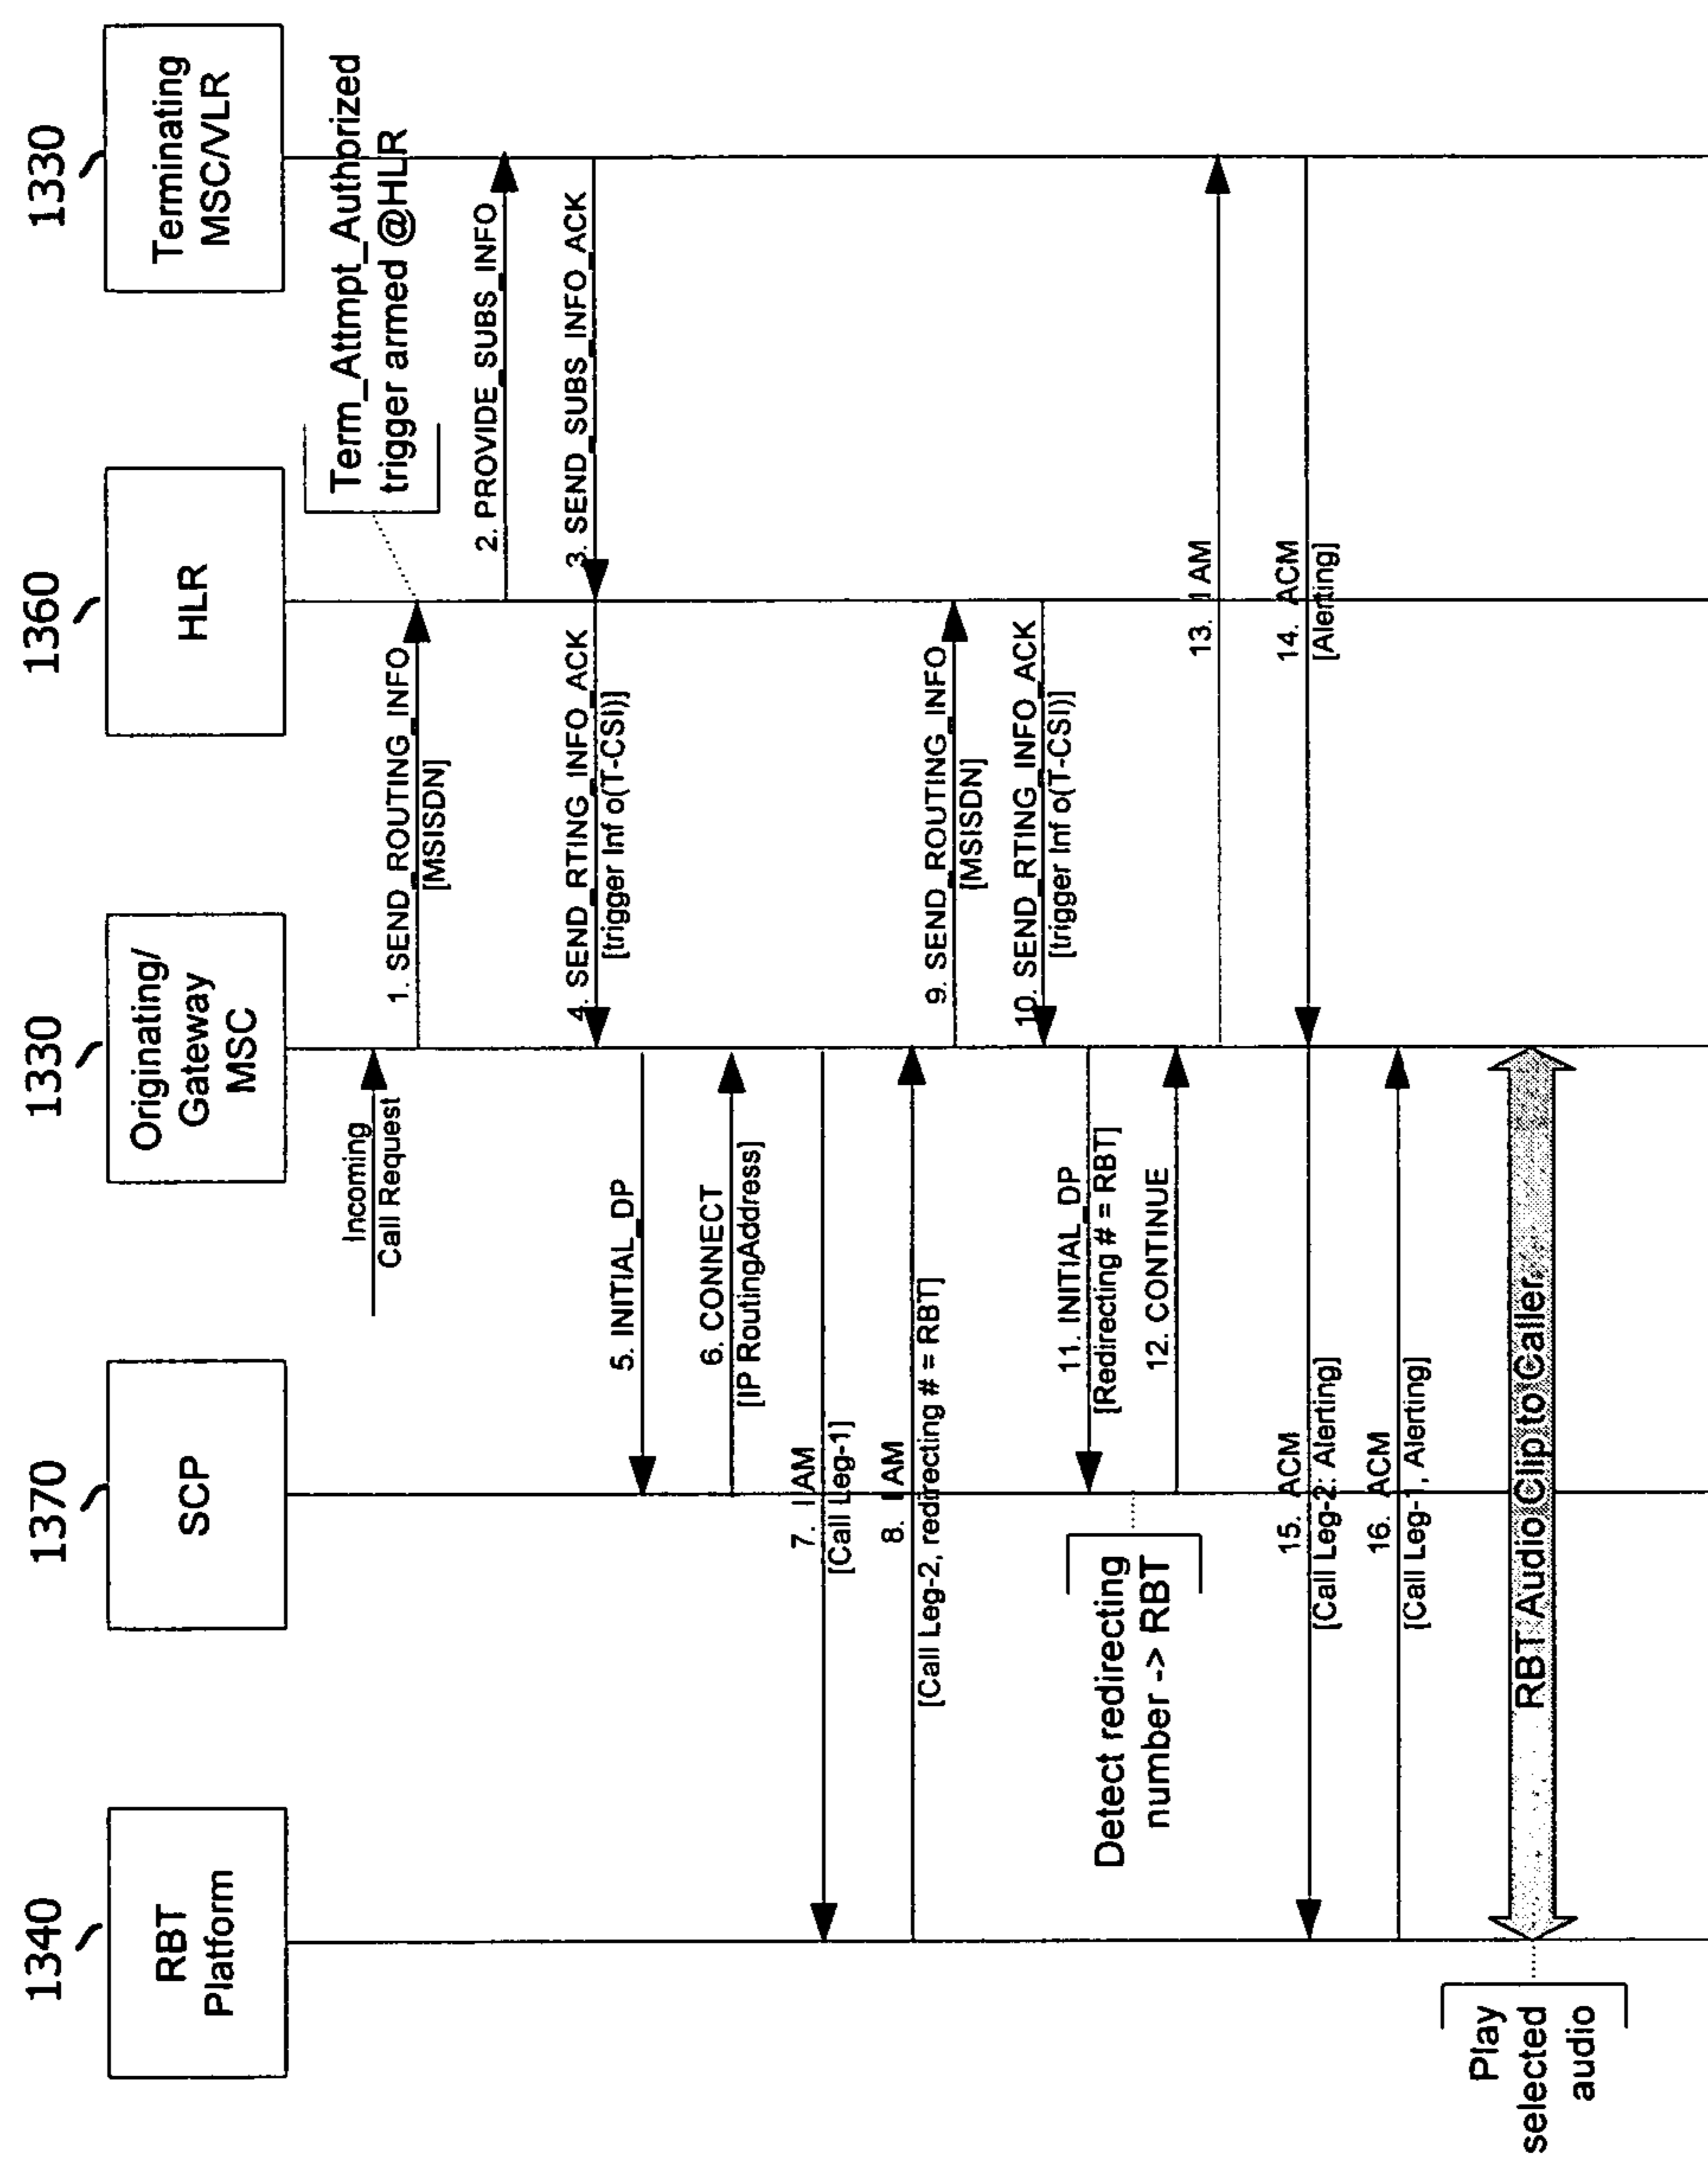 1340
RBT
Platform
1370
SCP
1330
Originating/
Gateway
MSC
1360
HLR
1330
Terminating
MSC/VLR
Incoming
Call Request
Term_Attmpt_Authorized
trigger armed @HLR
1. SEND_ROUTING_INFO
[MSISDN]
2. PROVIDE_SUBS_INFO
3. SEND_SUBS_INFO_ACK
4. SEND_RTING_INFO_ACK
[trigger Inf o(T-CSI)]
5. INITIAL_DP
6. CONNECT
[IP RoutingAddress]
7. IAM
[Call Leg-1]
8. IAM
[Call Leg-2, redirecting # = RBT]
9. SEND_ROUTING_INFO
[MSISDN]
10. SEND_RTING_INFO_ACK
[trigger Inf o(T-CSI)]
11. INITIAL_DP
[Redirecting # = RBT]
Detect redirecting
number -> RBT
12. CONTINUE
13. IAM
14. ACM
[Alerting]
15. ACM
[Call Leg-2: Alerting]
16. ACM
[Call Leg-1, Alerting]
RBT Audio Clip to Caller.
Play
selected
audio